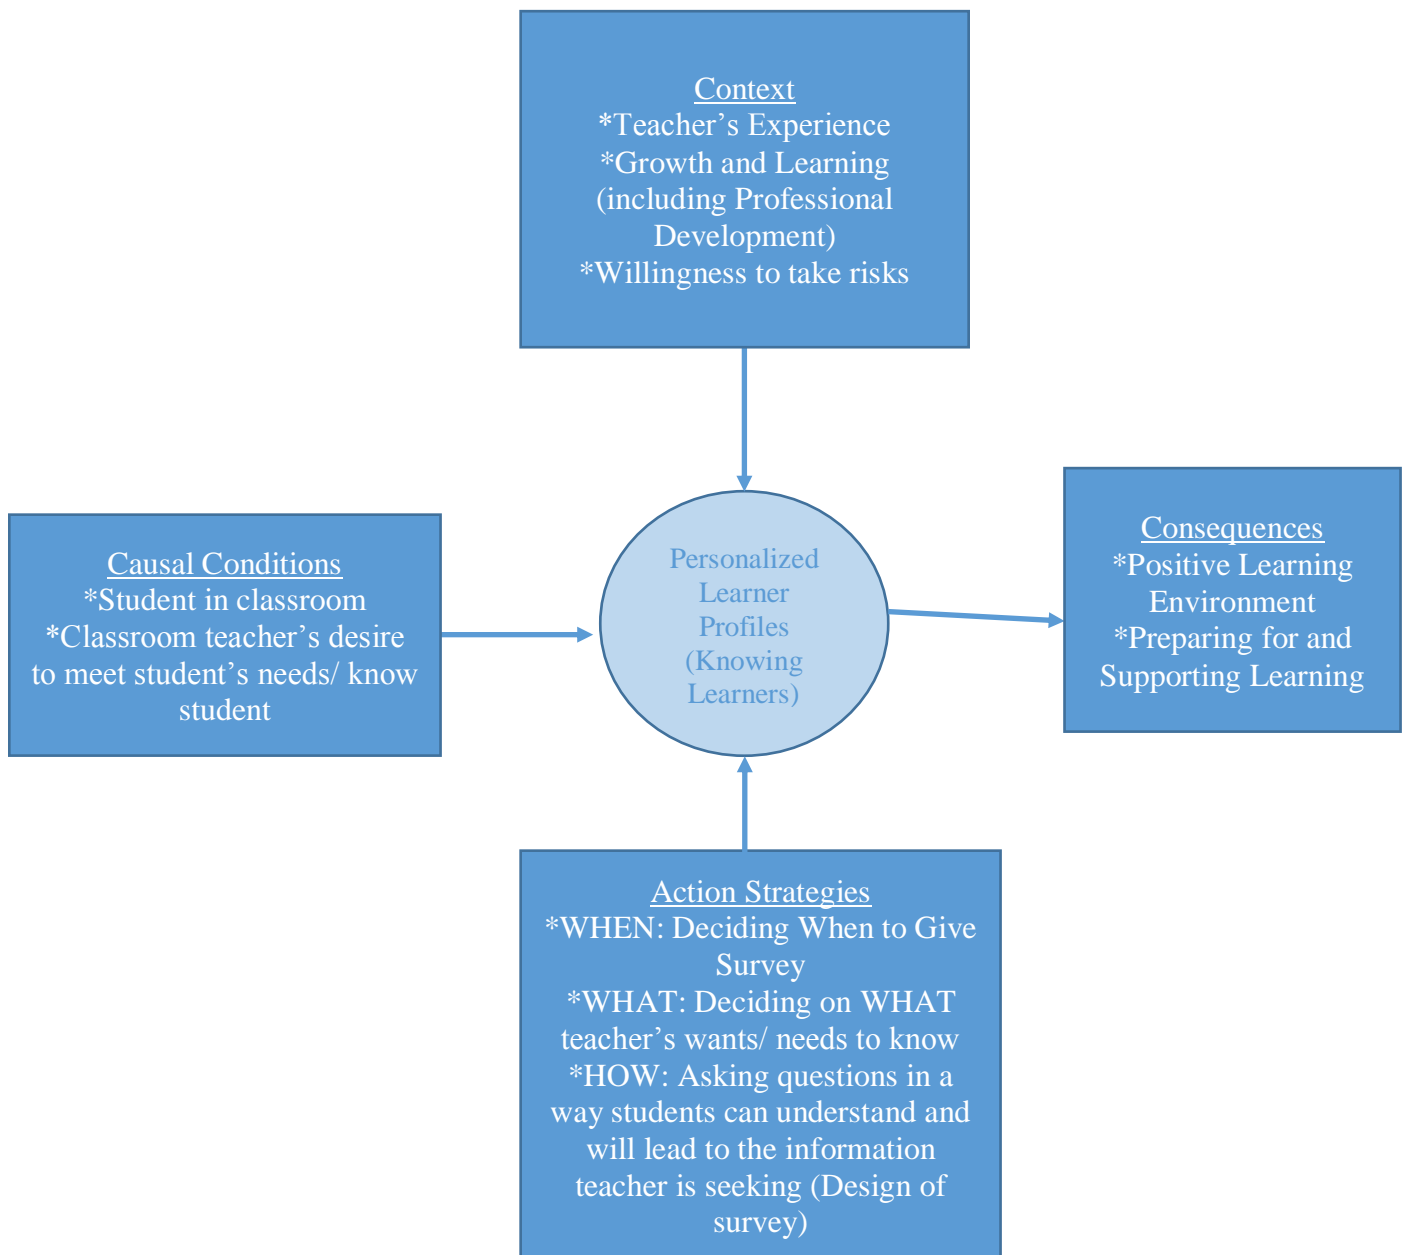 Context
*Teacher’s Experience
*Growth and Learning
(including Professional
Development)
*Willingness to take risks
Causal Conditions
*Student in classroom
*Classroom teacher’s desire
to meet student’s needs/ know
student
Personalized
Learner
Profiles
(Knowing
Learners)
Consequences
*Positive Learning
Environment
*Preparing for and
Supporting Learning
Action Strategies
*WHEN: Deciding When to Give
Survey
*WHAT: Deciding on WHAT
teacher’s wants/ needs to know
*HOW: Asking questions in a
way students can understand and
will lead to the information
teacher is seeking (Design of
survey)